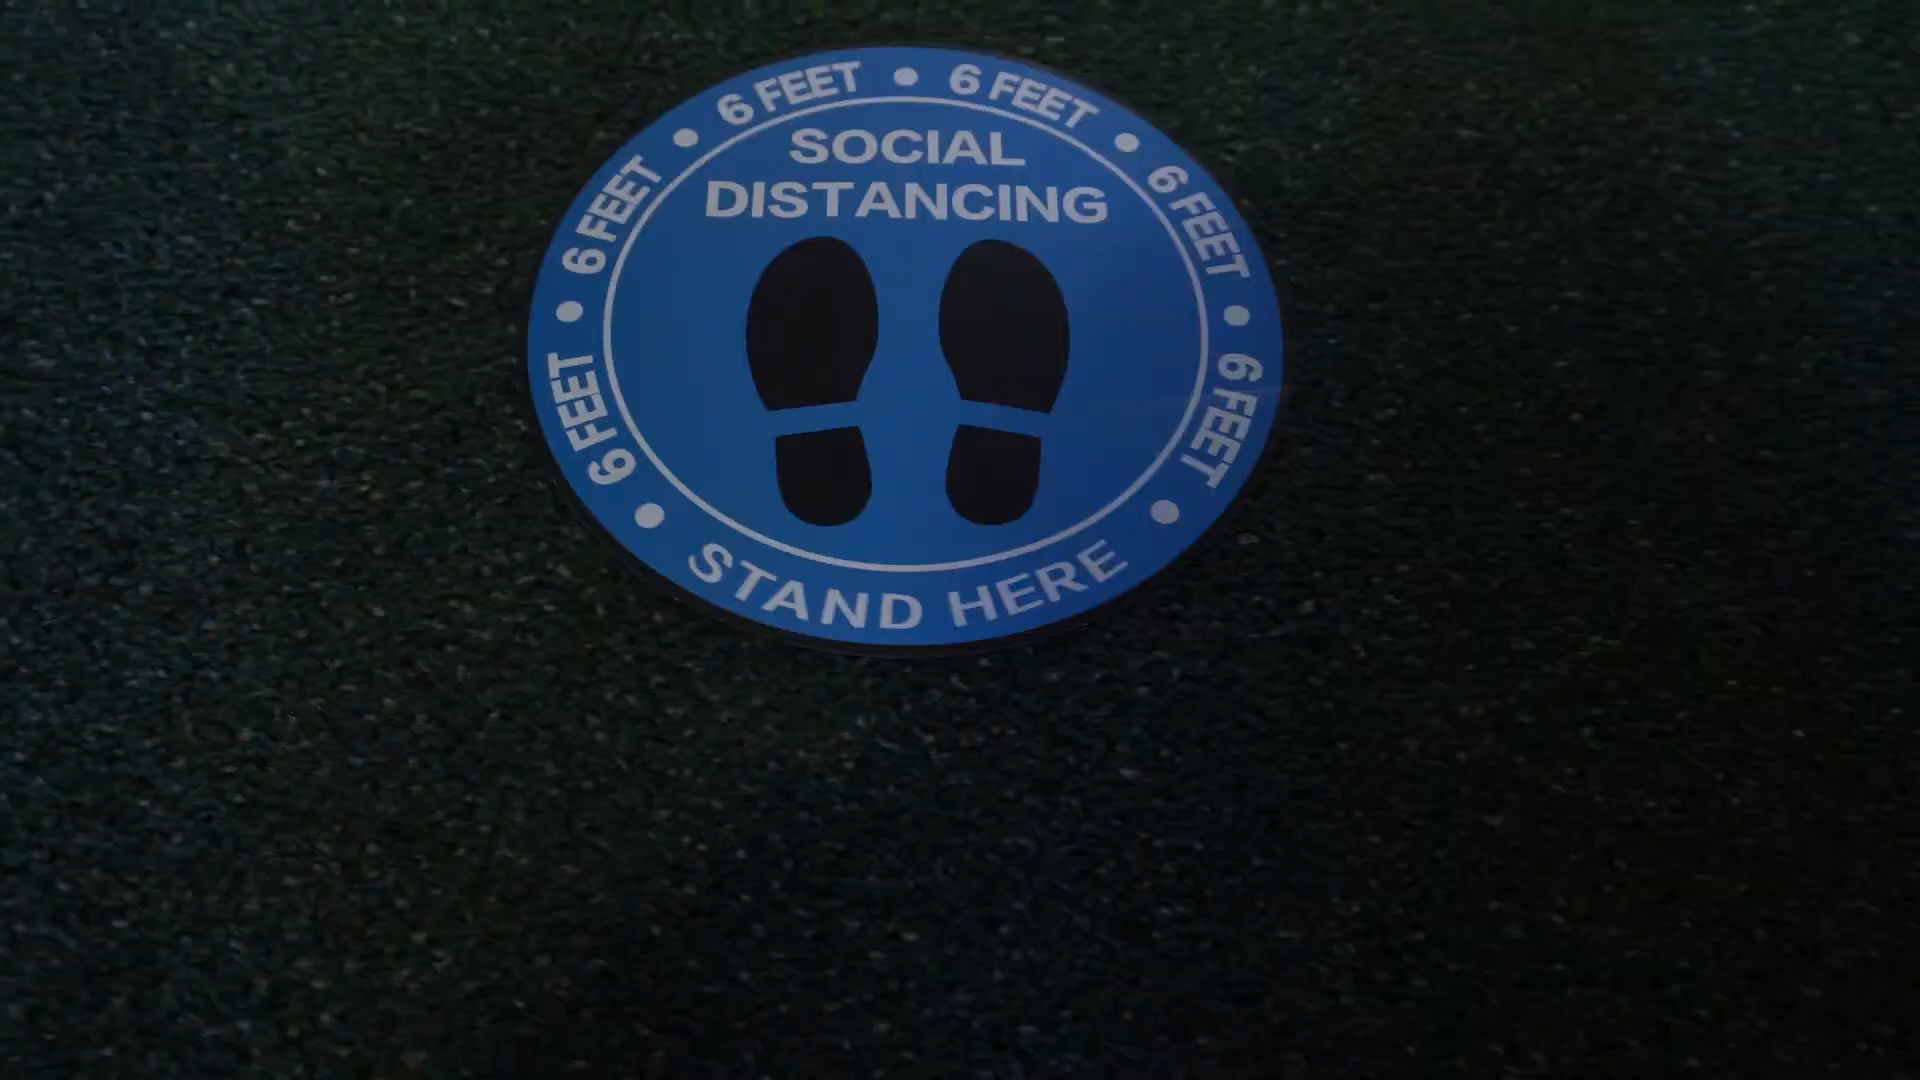 6 FEET • 6 FEET • 6 FEET • 6 FEET • 6 FEET • 6 FEET
SOCIAL
DISTANCING
STAND HERE